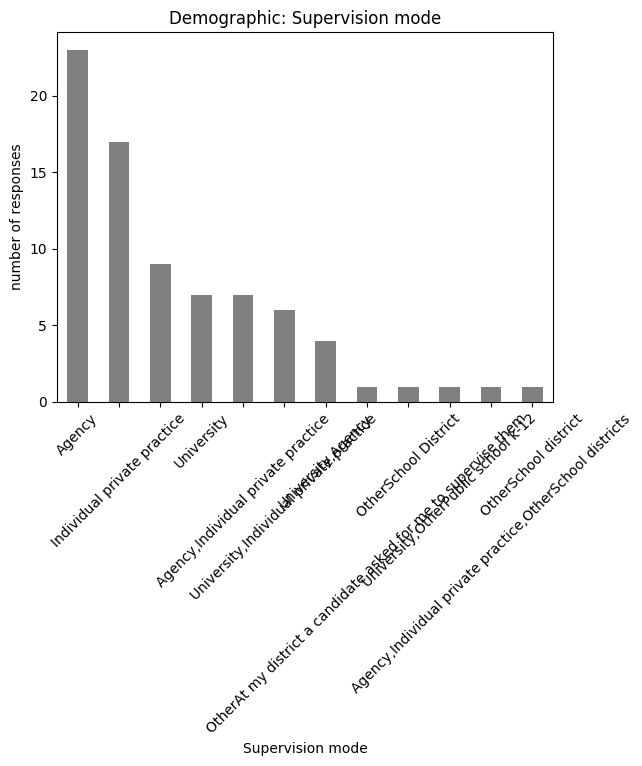 Demographic: Supervision mode
number of responses
20
15
10
5
0
Agency
Individual private practice
University
Agency,Individual private practice
University,Individual private practice
University,Agency
OtherAt my district a candidate asked for me to supervise them
OtherSchool District
University,OtherPublic school K-12
Agency,Individual private practice,OtherSchool districts
OtherSchool district
Supervision mode